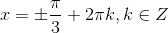 x = ±π/3 + 2πk, k ∈ Z